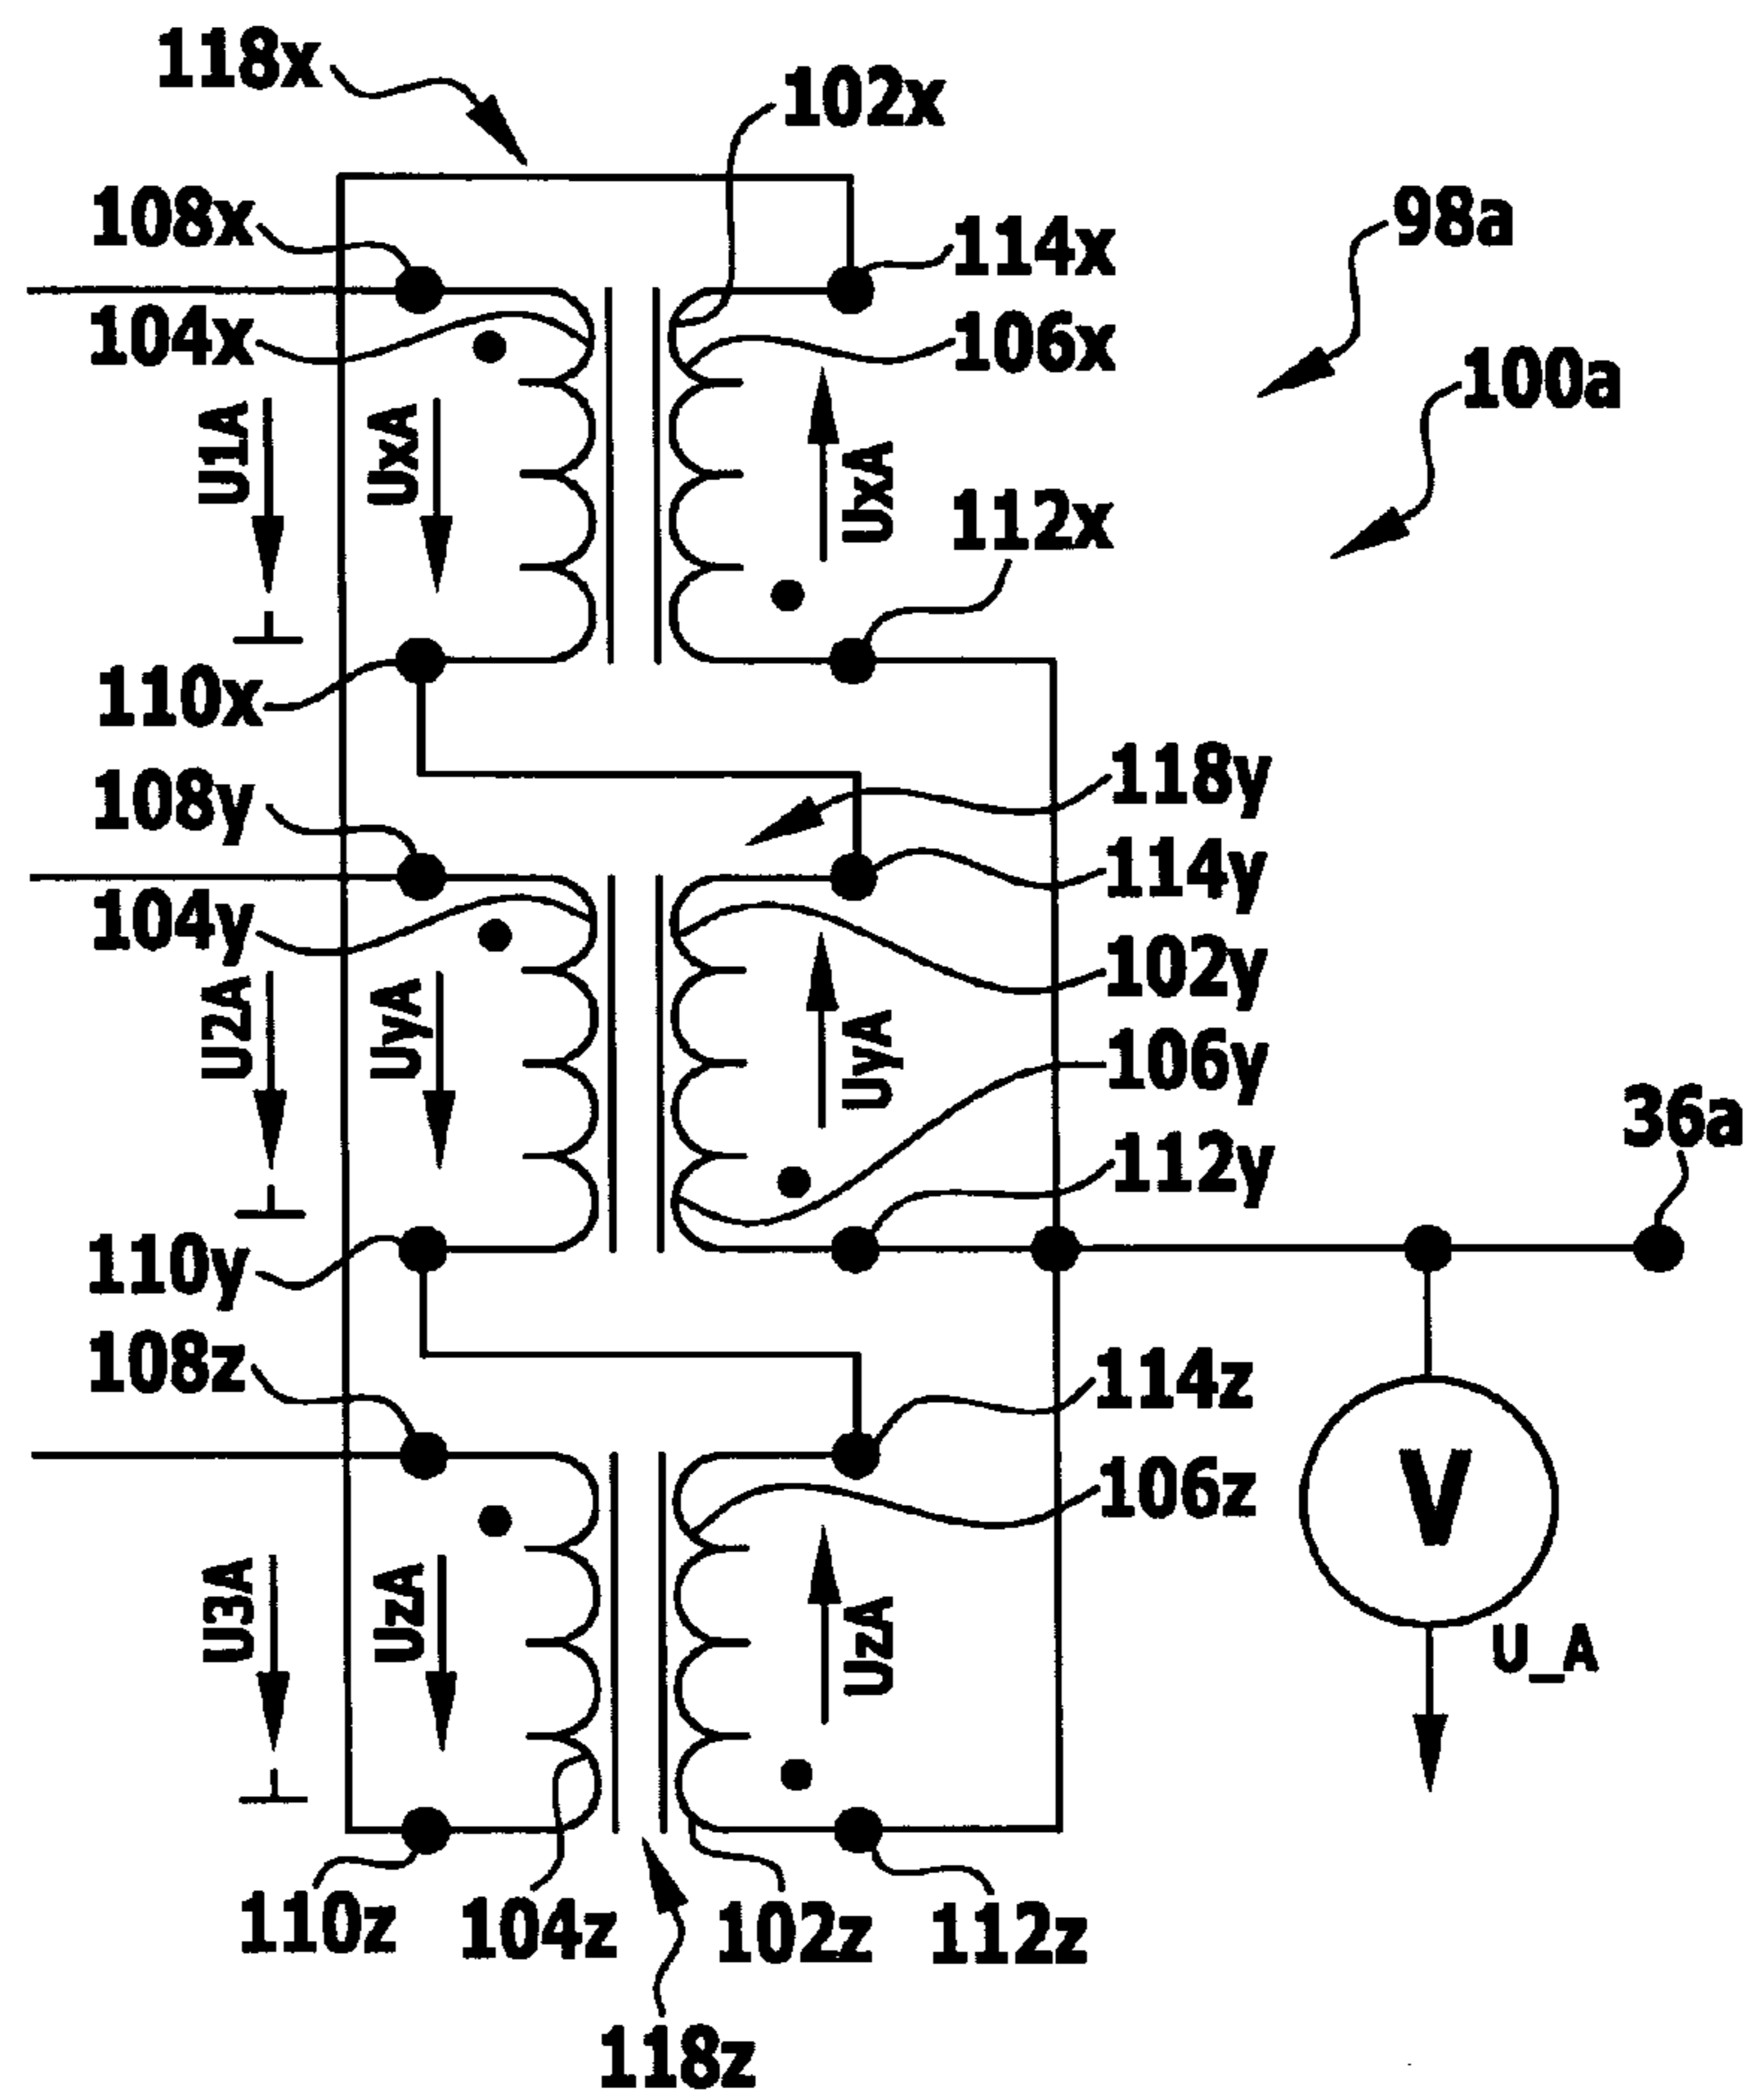 118x
102x
108x
98a
114x
104x
106x
100a
U1A
UxA
UxA
112x
110x
118y
108y
114y
104y
102y
U2A
UyA
UyA
106y
36a
112y
110y
108z
114z
106z
V
U3A
UzA
UzA
U_A
110z
104z
102z
112z
118z